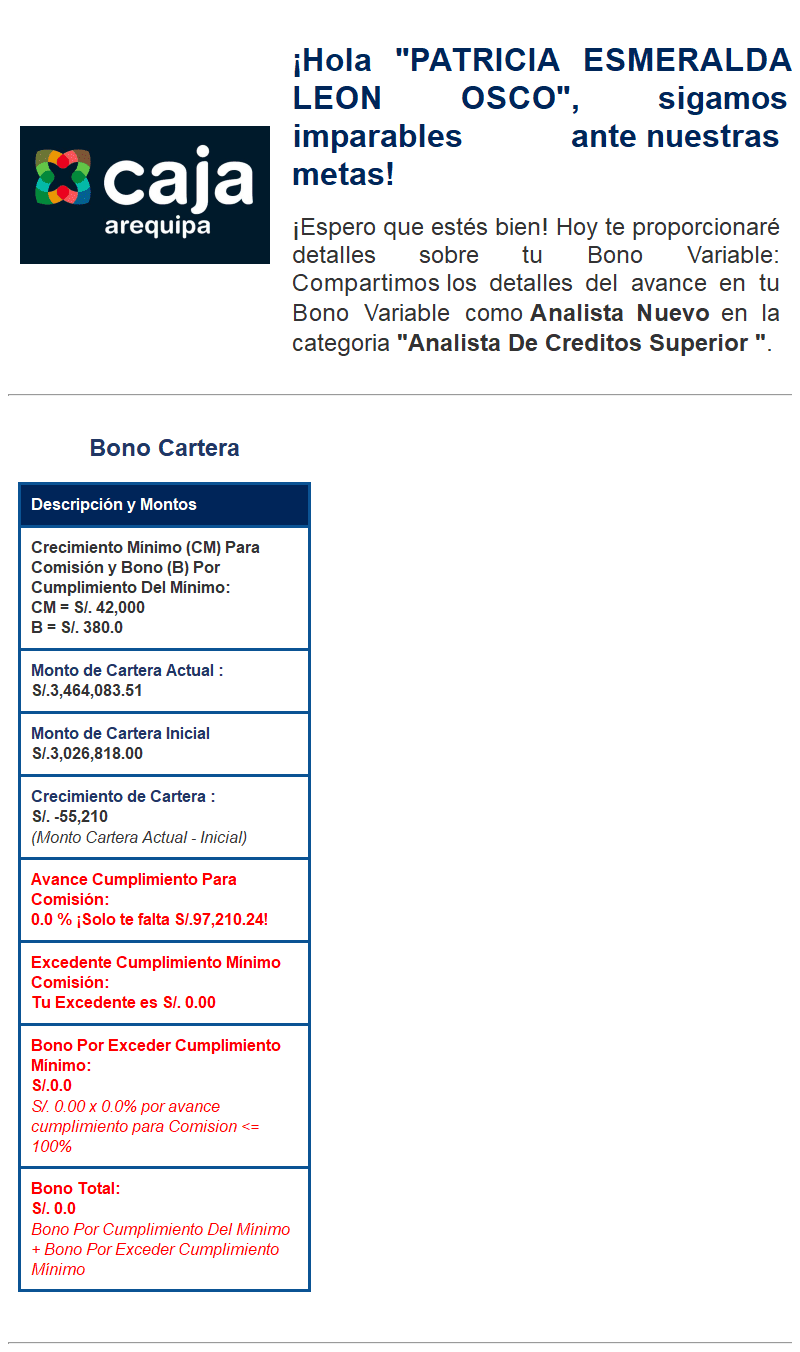 caja
arequipa
¡Hola "PATRICIA ESMERALDA
LEON OSCO", sigamos
imparables ante nuestras
metas!
¡Espero que estés bien! Hoy te proporcionaré
detalles sobre tu Bono Variable:
Compartimos los detalles del avance en tu
Bono Variable como Analista Nuevo en la
categoria "Analista De Creditos Superior ".
Bono Cartera
Descripción y Montos
Crecimiento Mínimo (CM) Para
Comisión y Bono (B) Por
Cumplimiento Del Mínimo:
CM = S/. 42,000
B = S/. 380.0
Monto de Cartera Actual :
S/.3,464,083.51
Monto de Cartera Inicial
S/.3,026,818.00
Crecimiento de Cartera :
S/. -55,210
(Monto Cartera Actual - Inicial)
Avance Cumplimiento Para
Comisión:
0.0 % ¡Solo te falta S/.97,210.24!
Excedente Cumplimiento Mínimo
Comisión:
Tu Excedente es S/. 0.00
Bono Por Exceder Cumplimiento
Mínimo:
S/.0.0
S/. 0.00 x 0.0% por avance
cumplimiento para Comision <=
100%
Bono Total:
S/. 0.0
Bono Por Cumplimiento Del Mínimo
+ Bono Por Exceder Cumplimiento
Mínimo